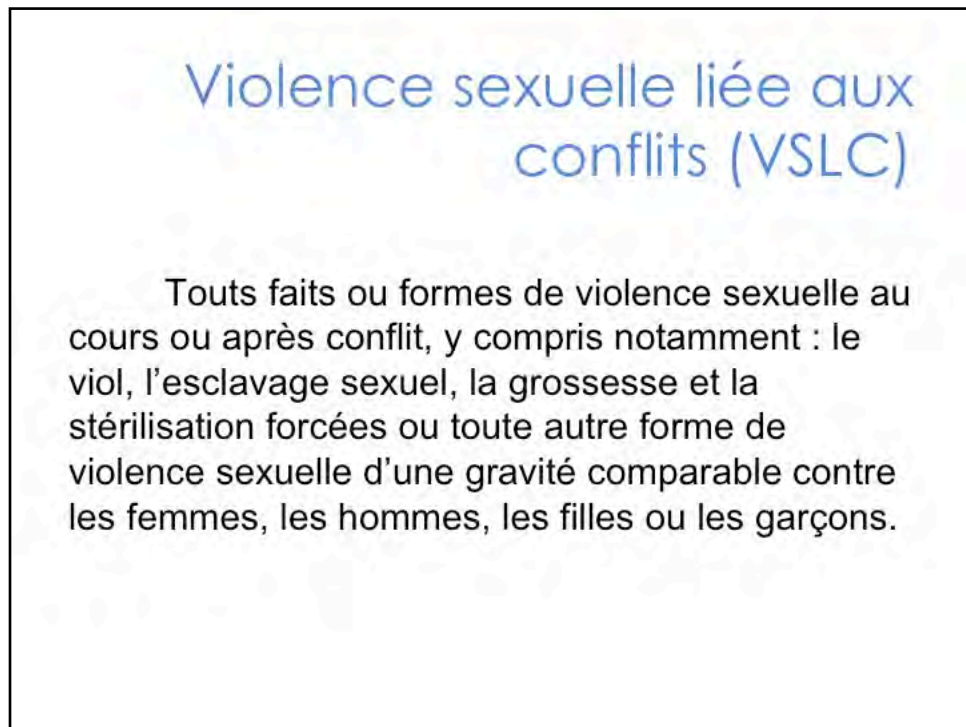 Violence sexuelle liée aux
conflits (VSLC)
Touts faits ou formes de violence sexuelle au
cours ou après conflit, y compris notamment : le
viol, l’esclavage sexuel, la grossesse et la
stérilisation forcées ou toute autre forme de
violence sexuelle d’une gravité comparable contre
les femmes, les hommes, les filles ou les garçons.